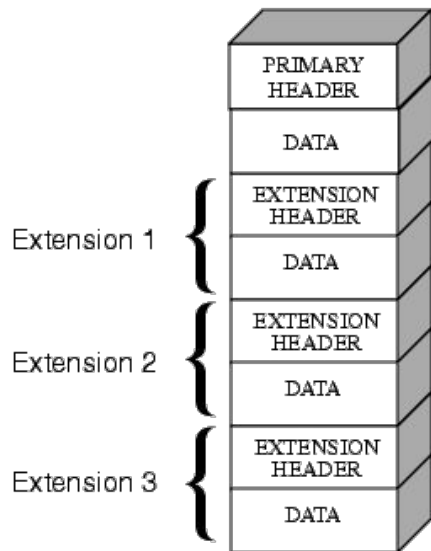 PRIMARY
HEADER
DATA
Extension 1
EXTENSION
HEADER
DATA
Extension 2
EXTENSION
HEADER
DATA
Extension 3
EXTENSION
HEADER
DATA